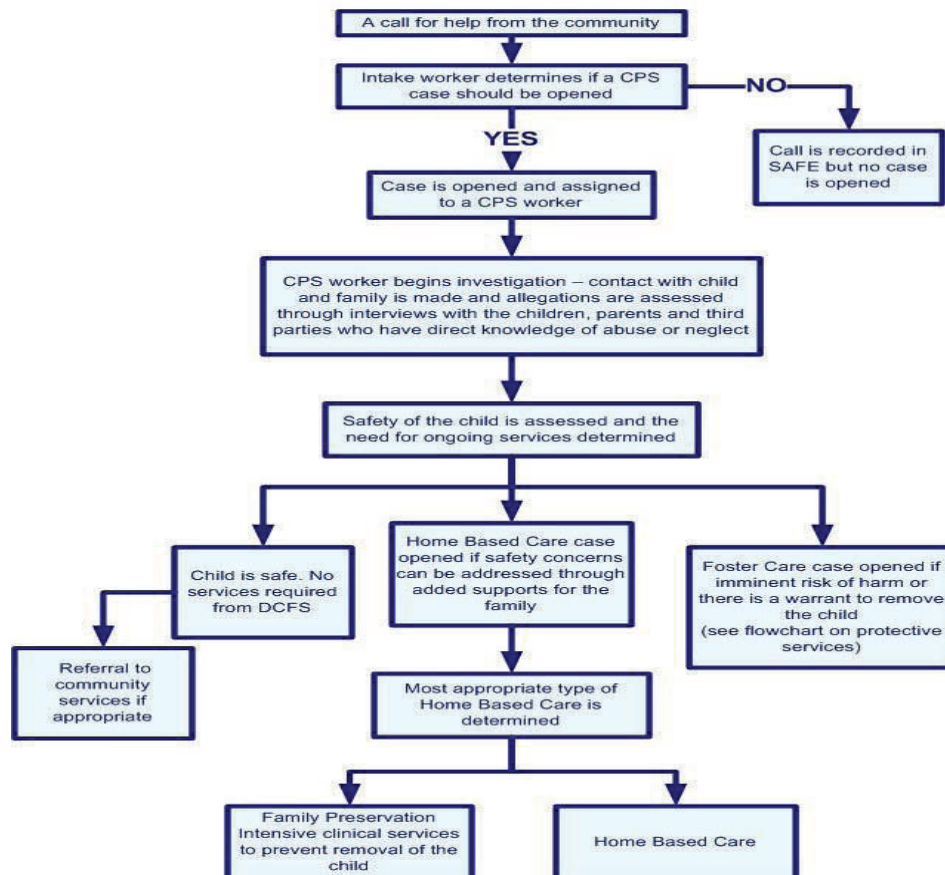 A call for help from the community
Intake worker determines if a CPS
case should be opened
NO
YES
Call is recorded in
SAFE but no case
is opened
Case is opened and assigned
to a CPS worker
CPS worker begins investigation – contact with child
and family is made and allegations are assessed
through interviews with the children, parents and third
parties who have direct knowledge of abuse or neglect
Safety of the child is assessed and the
need for ongoing services determined
Child is safe. No
services required
from DCFS
Home Based Care case
opened if safety concerns
can be addressed through
added supports for the
family
Foster Care case opened if
imminent risk of harm or
there is a warrant to remove
the child
(see flowchart on protective
services)
Referral to
community
services if
appropriate
Most appropriate type of
Home Based Care is
determined
Family Preservation
Intensive clinical services
to prevent removal of the
child
Home Based Care